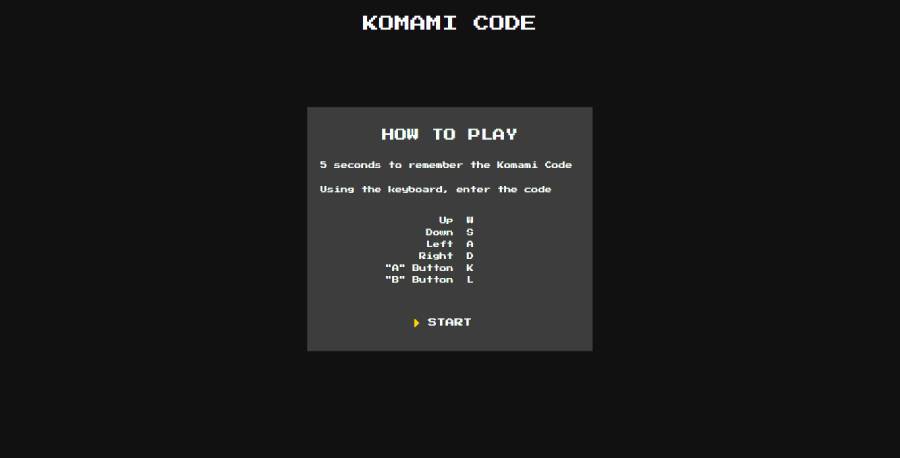 KOMAMI CODE
HOW TO PLAY
5 seconds to remember the Komami Code
Using the keyboard, enter the code
Up W
Down S
Left A
Right D
"A" Button K
"B" Button L
START